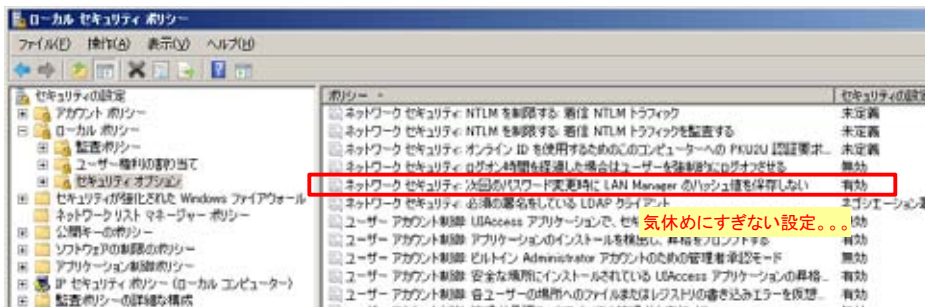 ローカル セキュリティ ポリシー
ファイル(F) 操作(A) 表示(V) ヘルプ(H)
セキュリティの設定
アカウント ポリシー
ローカル ポリシー
監査ポリシー
ユーザー権利の割り当て
セキュリティ オプション
セキュリティが強化された Windows ファイアウォール
ネットワーク リスト マネージャー ポリシー
公開キーのポリシー
ソフトウェアの制限のポリシー
アプリケーション制御ポリシー
IP セキュリティ ポリシー (ローカル コンピューター)
監査ポリシーの詳細な構成
ポリシー セキュリティの設定
ネットワーク セキュリティ: NTLM を制限する: 着信 NTLM トラフィック 未定義
ネットワーク セキュリティ: NTLM を制限する: 着信 NTLM トラフィックを監査する 未定義
ネットワーク セキュリティ: オンライン ID を使用するためのこのコンピューターへの PKU2U 認証要求... 未定義
ネットワーク セキュリティ: ログオン時間を経過した場合はユーザーを強制的にログオフさせる 無効
ネットワーク セキュリティ: 次回のパスワード変更時に LAN Manager のハッシュ値を保存しない 有効
ネットワーク セキュリティ: 必須の署名をしている LDAP クライアント ネゴシエーション
ユーザー アカウント制御: UIAccess アプリケーションで、セキ
気休めにすぎない設定。。。
ユーザー アカウント制御: アプリケーションのインストールを検出し、昇格をプロンプトする 有効
ユーザー アカウント制御: ビルトイン Administrator アカウントのための管理者承認モード 無効
ユーザー アカウント制御: 安全な場所にインストールされている UIAccess アプリケーションの昇格... 有効
ユーザー アカウント制御: 各ユーザーの場所へのファイルまたはレジストリの書き込みエラーを仮想... 有効